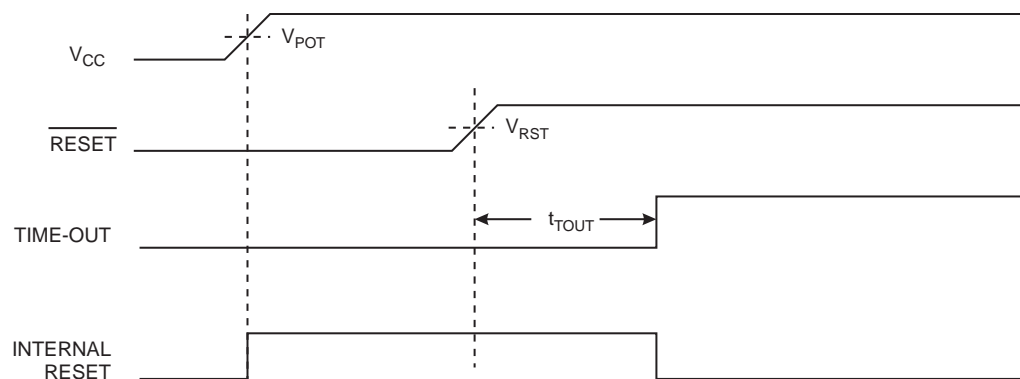 V_CC
V_POT
RESET
V_RST
TIME-OUT
t_TOUT
INTERNAL
RESET